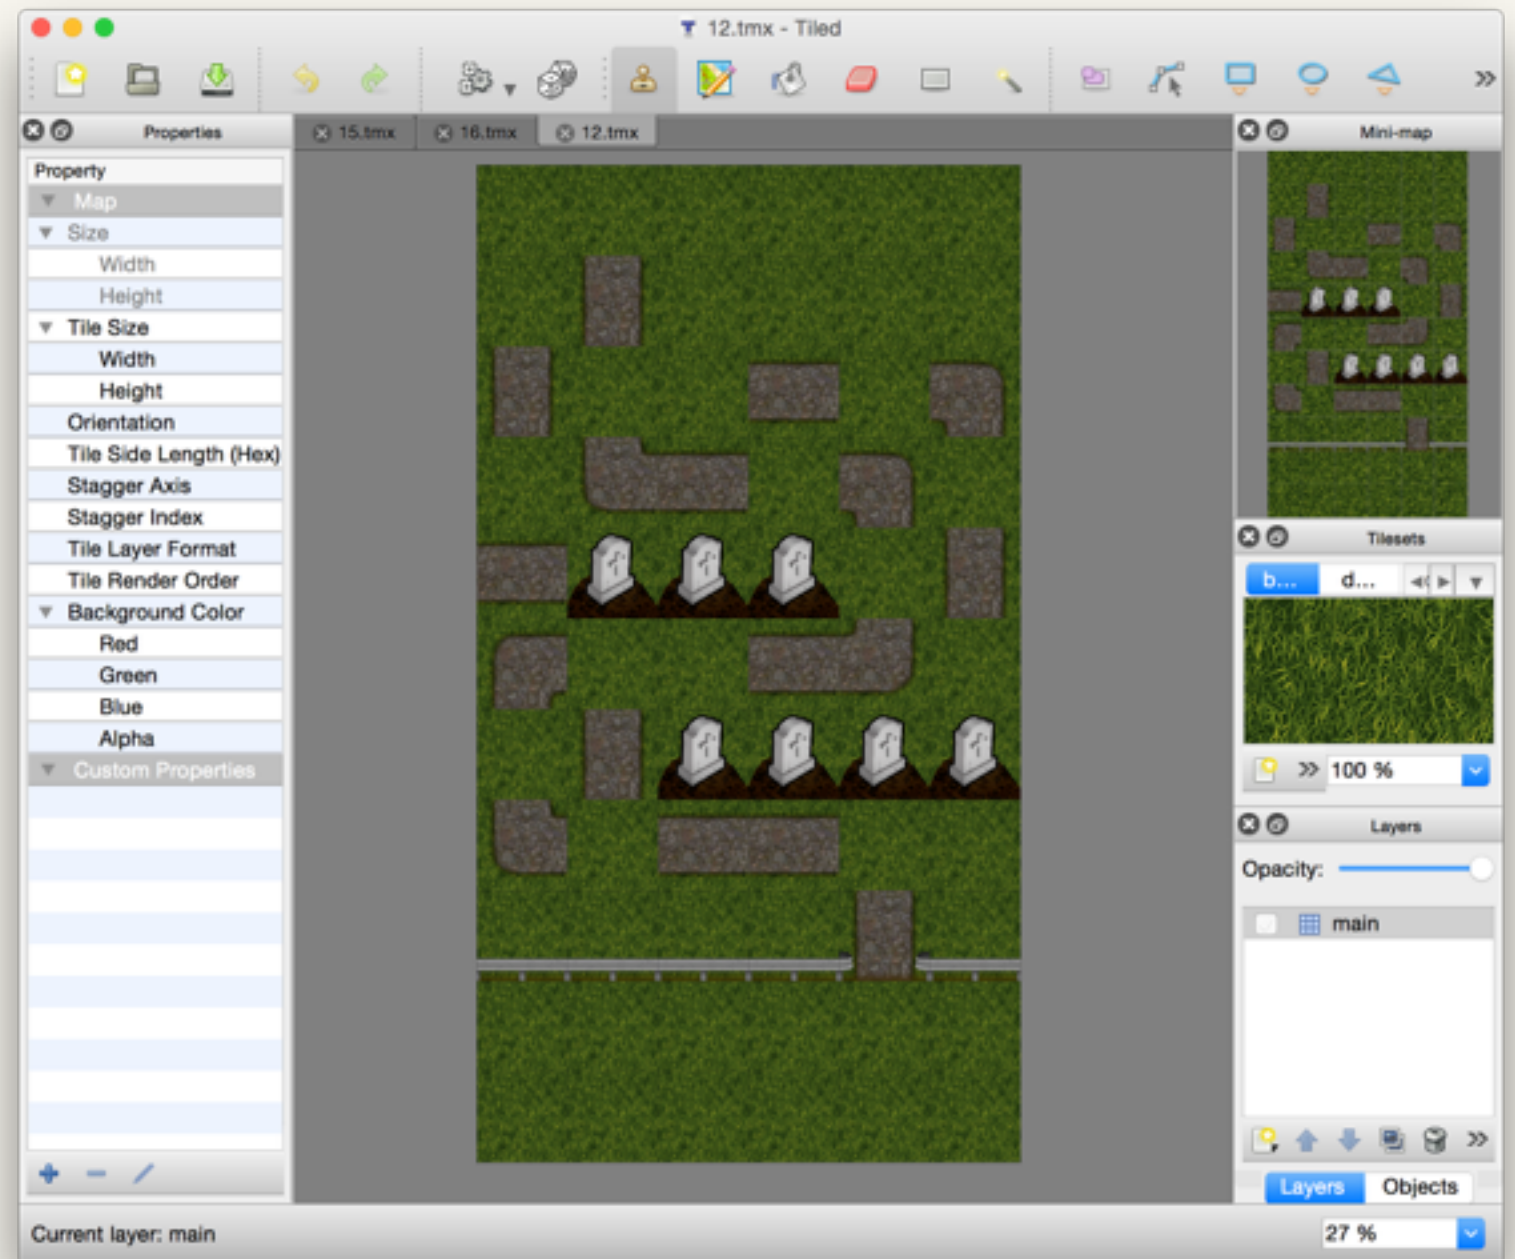 12.tmx - Tiled
Properties
15.tmx
16.tmx
12.tmx
Mini-map
Property
Map
Size
Width
Height
Tile Size
Width
Height
Orientation
Tile Side Length (Hex)
Stagger Axis
Stagger Index
Tile Layer Format
Tile Render Order
Background Color
Red
Green
Blue
Alpha
Custom Properties
Tilesets
b... d...
100 %
Layers
Opacity:
main
Layers Objects
Current layer: main
27 %